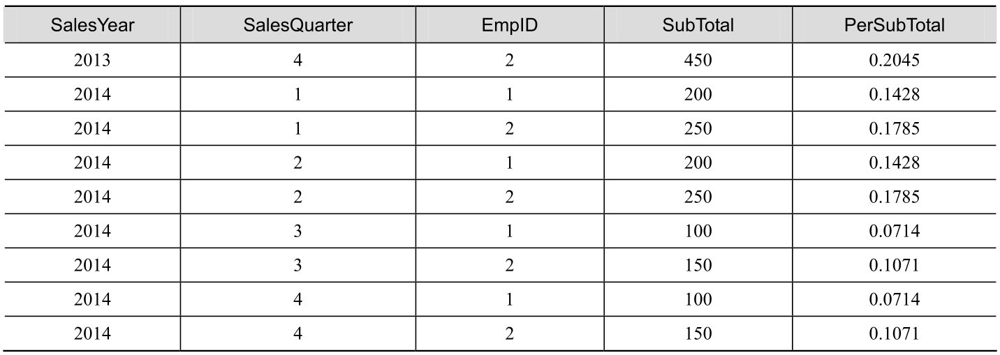 SalesYear SalesQuarter EmpID SubTotal PerSubTotal
2013 4 2 450 0.2045
2014 1 1 200 0.1428
2014 1 2 250 0.1785
2014 2 1 200 0.1428
2014 2 2 250 0.1785
2014 3 1 100 0.0714
2014 3 2 150 0.1071
2014 4 1 100 0.0714
2014 4 2 150 0.1071